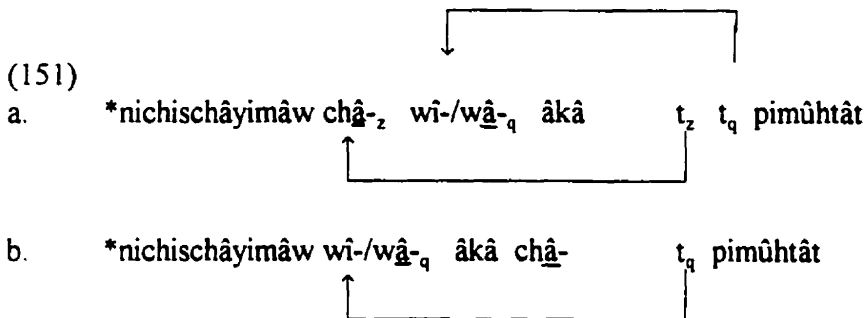 (151)
a. *nichischâyimâw châ-z wî-/wâ-q âkâ tz tq pimûhtât
b. *nichischâyimâw wî-/wâ-q âkâ châ- tq pimûhtât